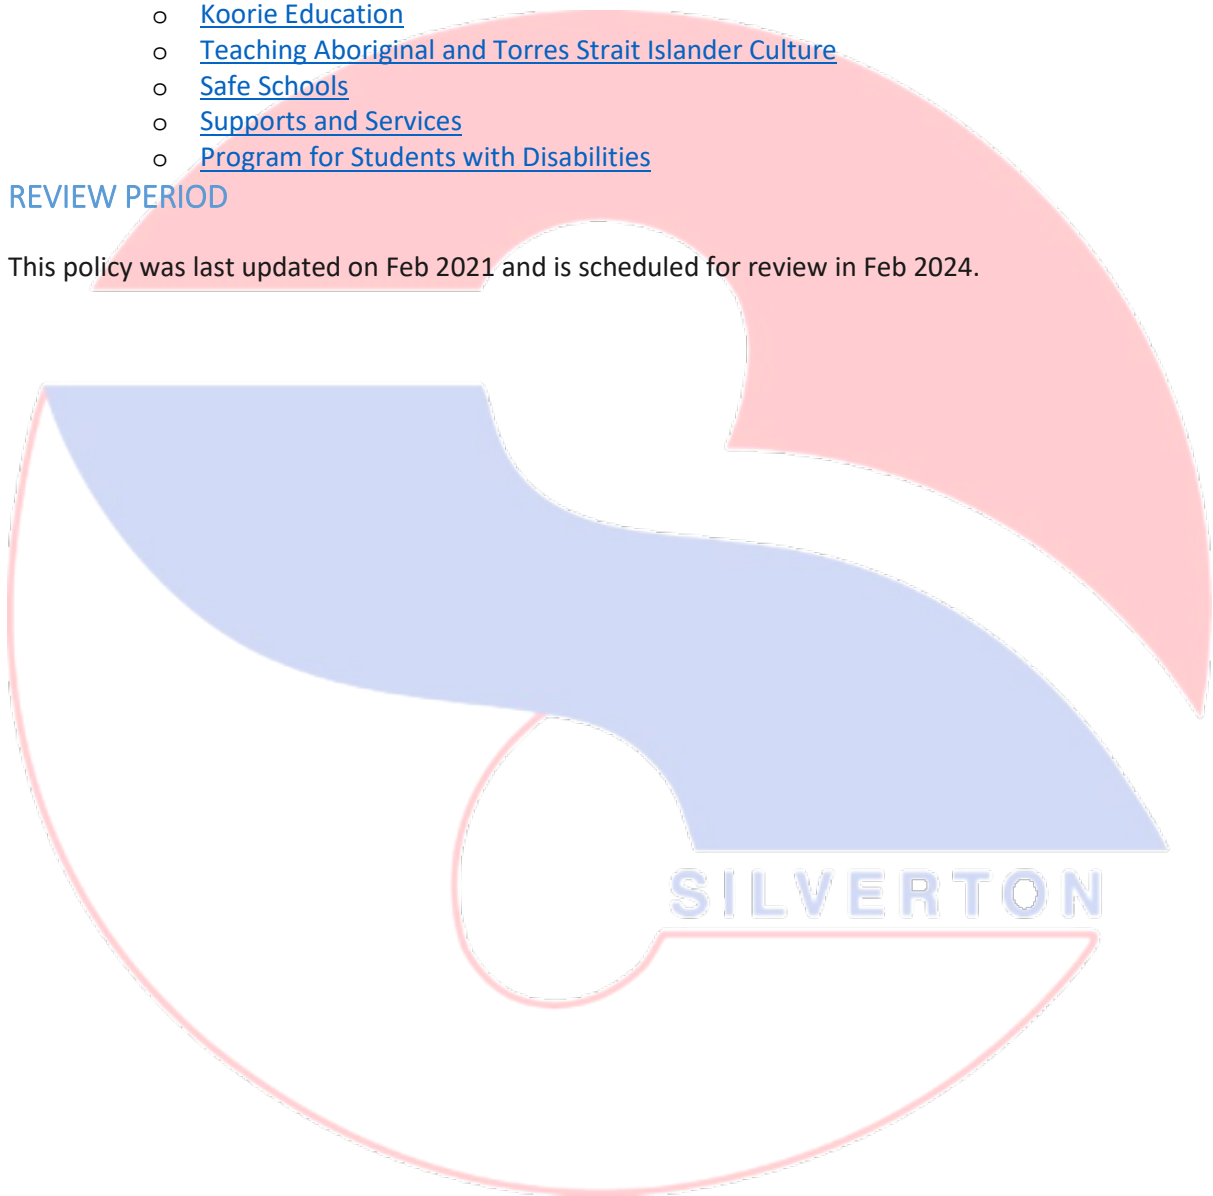 o Koorie Education
o Teaching Aboriginal and Torres Strait Islander Culture
o Safe Schools
o Supports and Services
o Program for Students with Disabilities
REVIEW PERIOD
This policy was last updated on Feb 2021 and is scheduled for review in Feb 2024.
SILVERTON